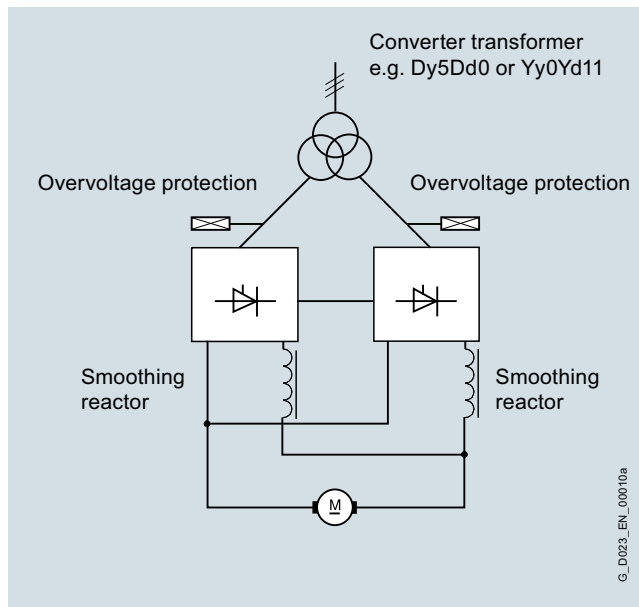 Converter transformer
e.g. Dy5Dd0 or Yy0Yd11
Overvoltage protection
Overvoltage protection
Smoothing
reactor
Smoothing
reactor
M
G_D023_EN_00010a